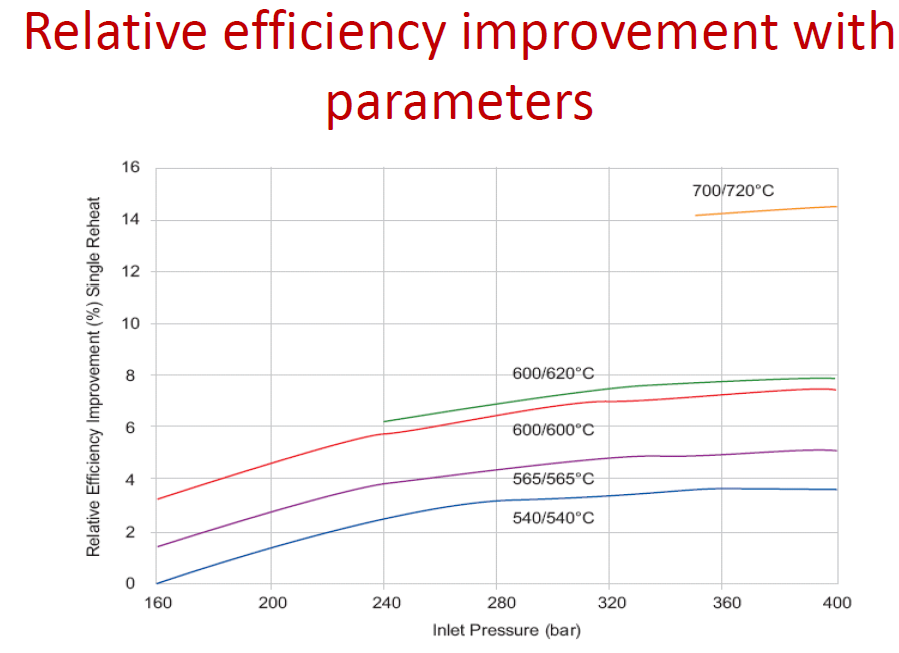 Relative efficiency improvement with
parameters
16
14
12
10
8
6
4
2
0
Relative Efficiency Improvement (%) Single Reheat
700/720°C
600/620°C
600/600°C
565/565°C
540/540°C
160 200 240 280 320 360 400
Inlet Pressure (bar)